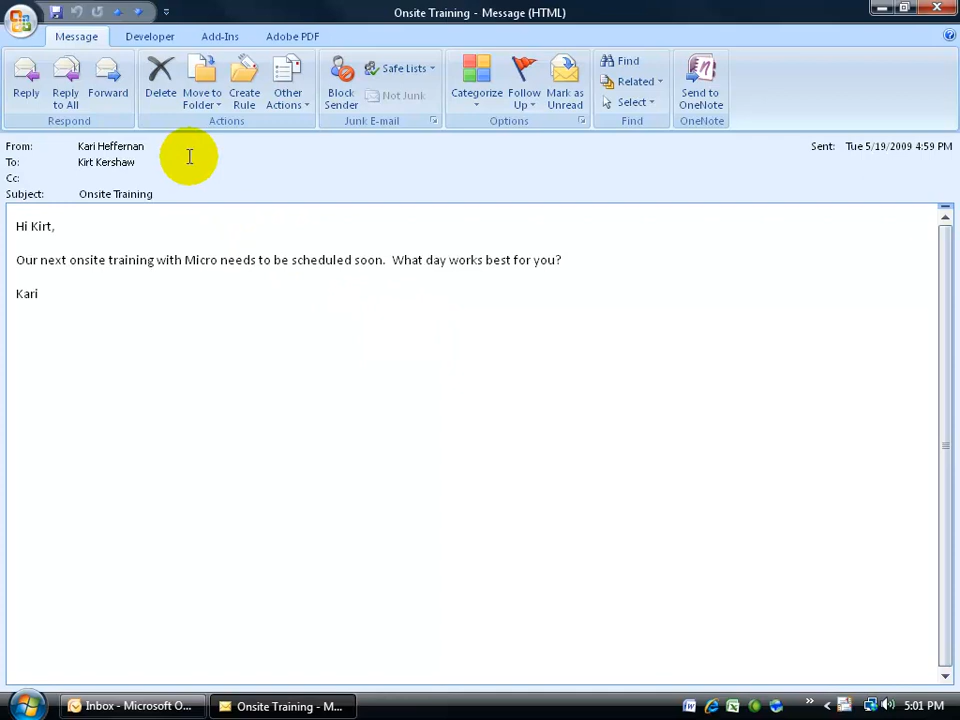 Onsite Training - Message (HTML)
Message Developer Add-Ins Adobe PDF
Reply Reply to All Forward
Respond
Delete Move to Folder Create Rule Other Actions
Actions
Block Sender Safe Lists Not Junk
Junk E-mail
Categorize Follow Up Mark as Unread
Options
Find
Related
Select
Find
Send to OneNote
OneNote
From: Kari Heffernan Sent: Tue 5/19/2009 4:59 PM
To: Kirt Kershaw
Cc:
Subject: Onsite Training
Hi Kirt,
Our next onsite training with Micro needs to be scheduled soon.  What day works best for you?
Kari
Inbox - Microsoft O... Onsite Training - M... 5:01 PM